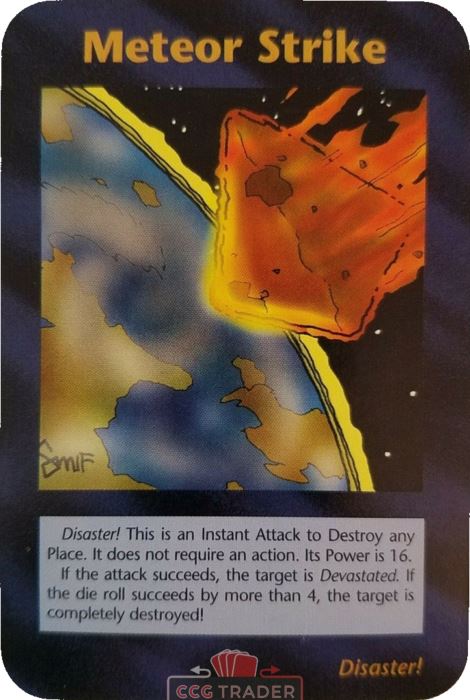 Meteor Strike
SMIF
Disaster! This is an Instant Attack to Destroy any
Place. It does not require an action. Its Power is 16.
If the attack succeeds, the target is Devastated. If
the die roll succeeds by more than 4, the target is
completely destroyed!
Disaster!
CCG TRADER